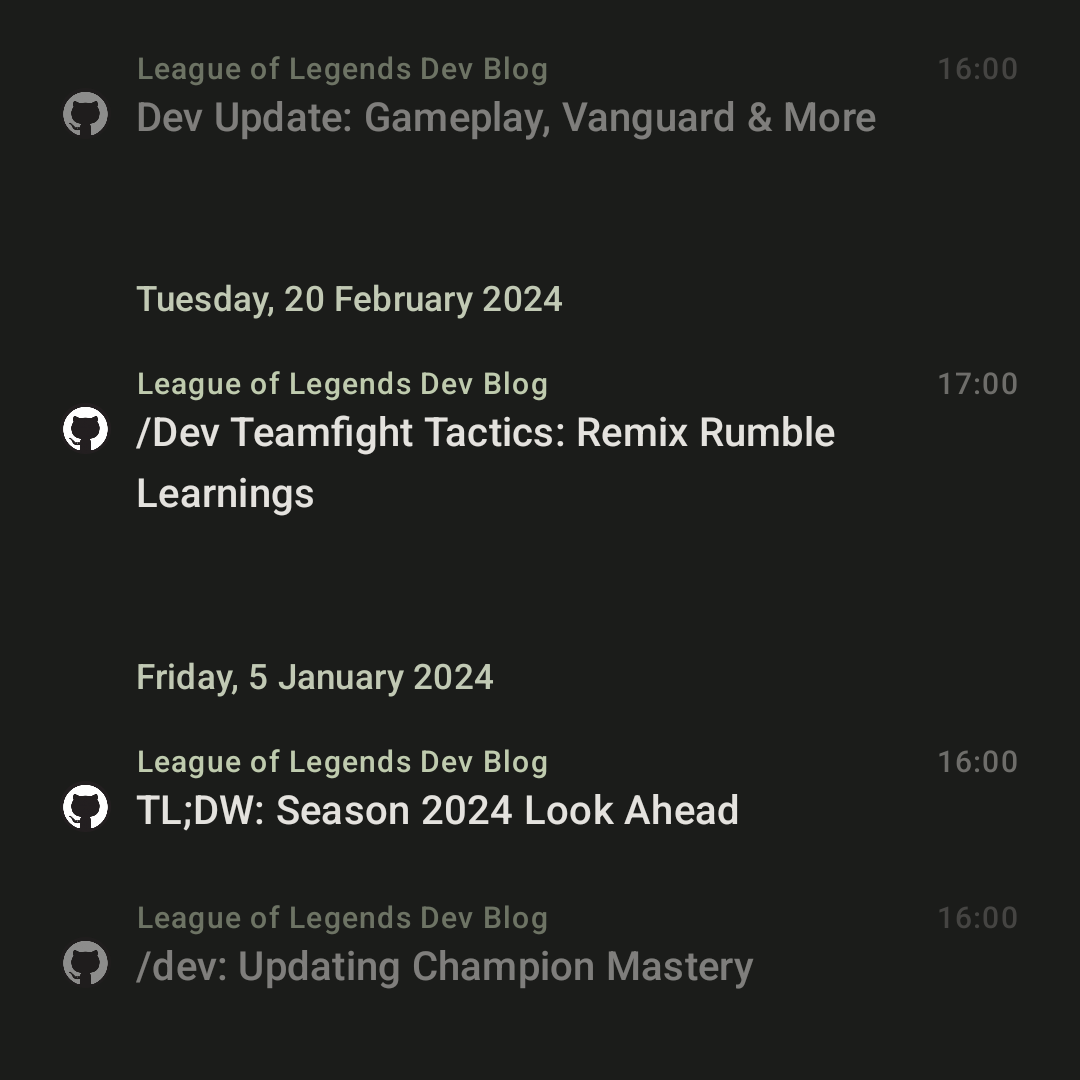 League of Legends Dev Blog 16:00
Dev Update: Gameplay, Vanguard & More
Tuesday, 20 February 2024
League of Legends Dev Blog 17:00
/Dev Teamfight Tactics: Remix Rumble
Learnings
Friday, 5 January 2024
League of Legends Dev Blog 16:00
TL;DW: Season 2024 Look Ahead
League of Legends Dev Blog 16:00
/dev: Updating Champion Mastery